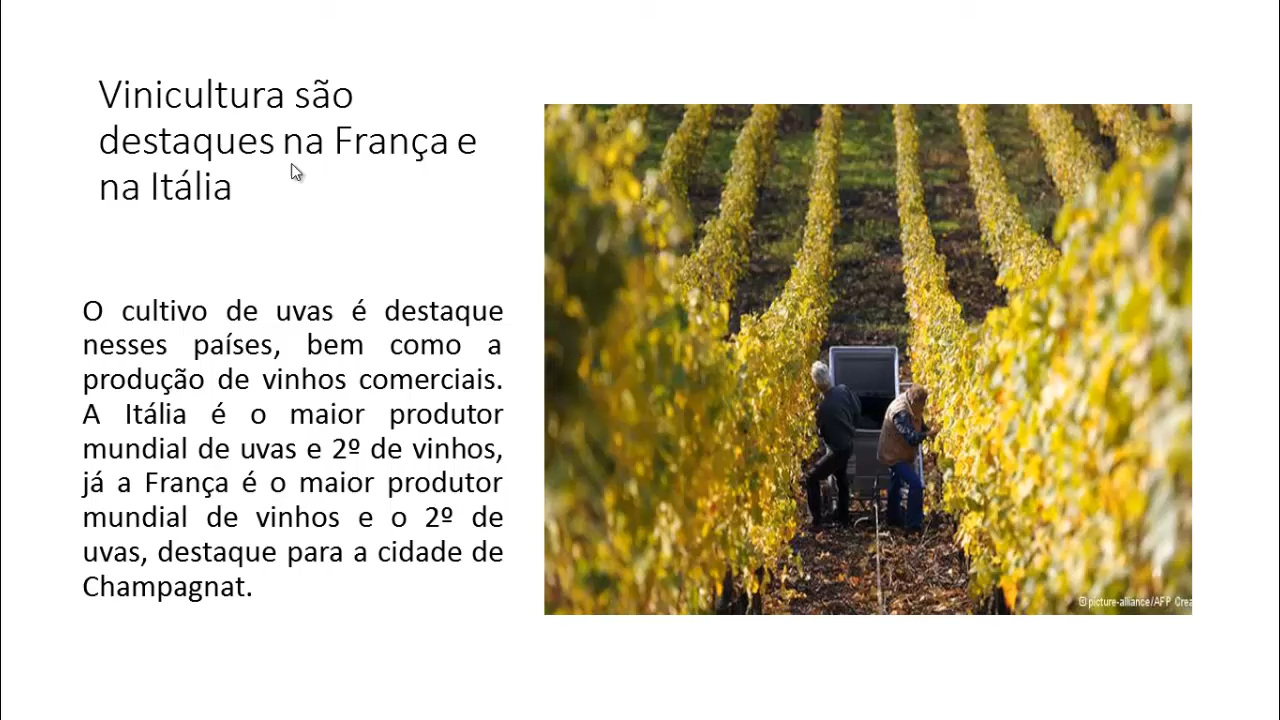 Vinicultura são
destaques na França e
na Itália
O cultivo de uvas é destaque
nesses países, bem como a
produção de vinhos comerciais.
A Itália é o maior produtor
mundial de uvas e 2º de vinhos,
já a França é o maior produtor
mundial de vinhos e o 2º de
uvas, destaque para a cidade de
Champagnat.
© picture-alliance/AFP Crea